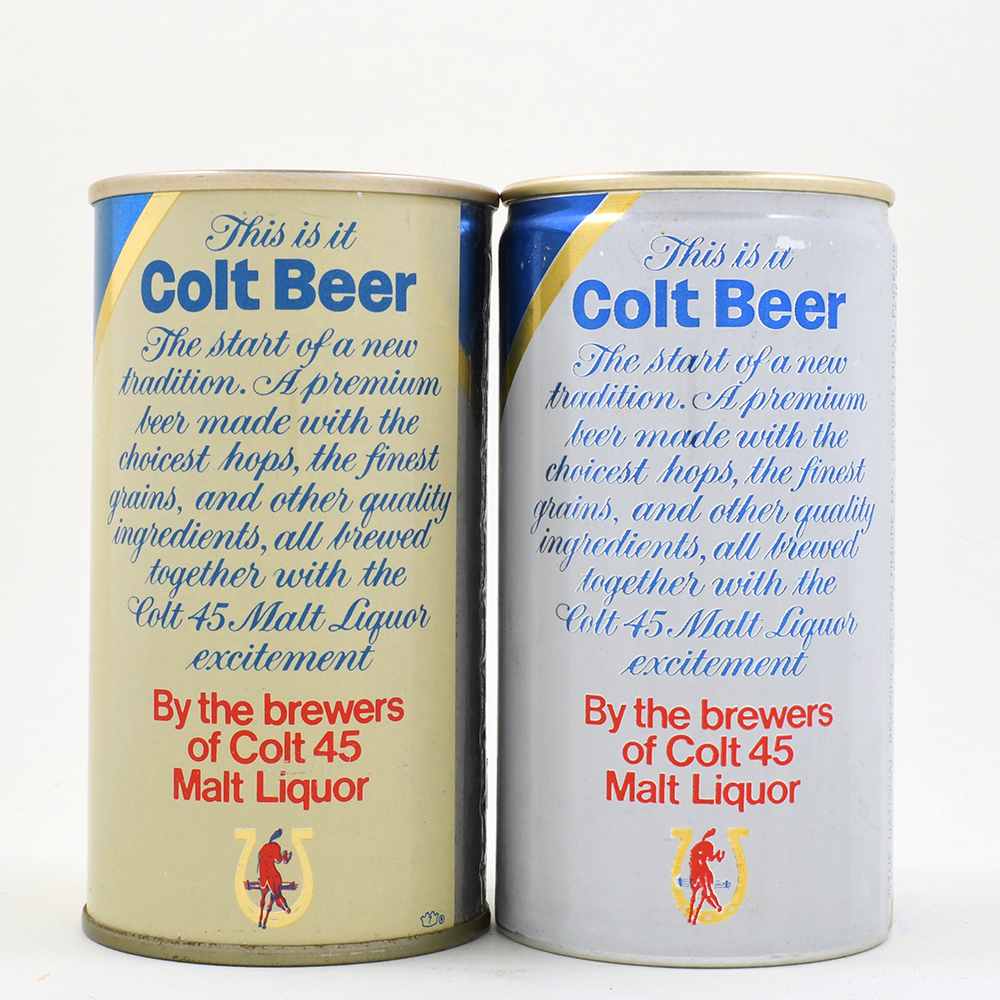 This is it
Colt Beer
The start of a new
tradition. A premium
beer made with the
choicest hops, the finest
grains, and other quality
ingredients, all brewed
together with the
Colt 45 Malt Liquor
excitement
By the brewers
of Colt 45
Malt Liquor
7
This is it
Colt Beer
The start of a new
tradition. A premium
beer made with the
choicest hops, the finest
grains, and other quality
ingredients, all brewed
together with the
Colt 45 Malt Liquor
excitement
By the brewers
of Colt 45
Malt Liquor